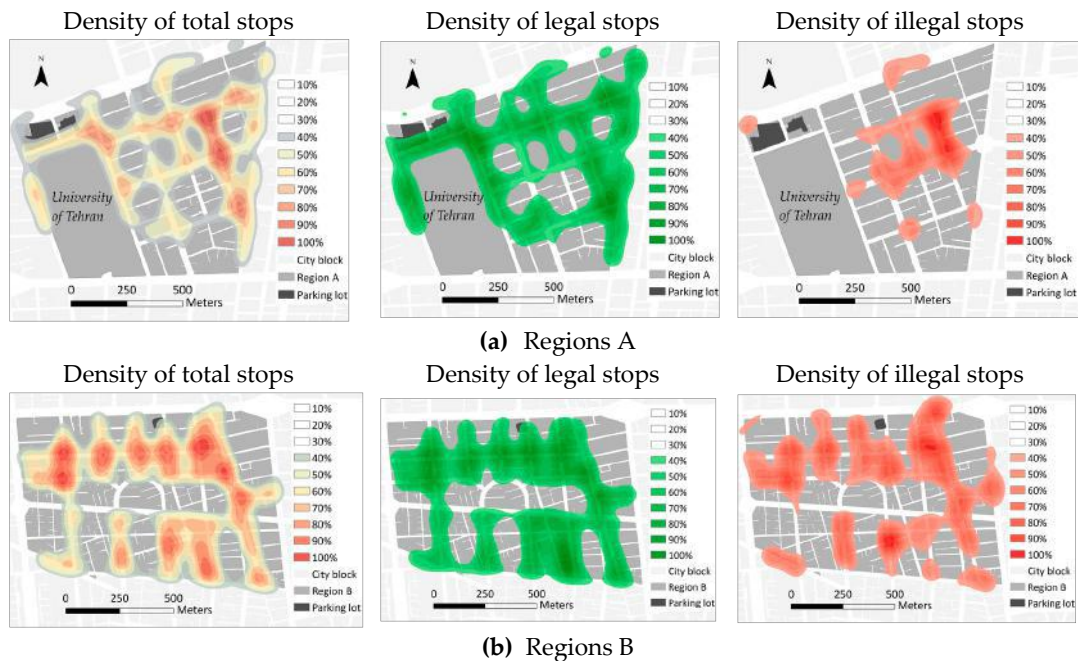 Density of total stops
Density of legal stops
Density of illegal stops
N
10%
20%
30%
40%
50%
60%
70%
80%
90%
100%
City block
Region A
Parking lot
University
of Tehran
0 250 500
Meters
N
10%
20%
30%
40%
50%
60%
70%
80%
90%
100%
City block
Region A
Parking lot
University
of Tehran
0 250 500
Meters
N
10%
20%
30%
40%
50%
60%
70%
80%
90%
100%
City block
Region A
Parking lot
University
of Tehran
0 250 500
Meters
(a) Regions A
Density of total stops
Density of legal stops
Density of illegal stops
10%
20%
30%
40%
50%
60%
70%
80%
90%
100%
City block
Region B
Parking lot
0 250 500
Meters
10%
20%
30%
40%
50%
60%
70%
80%
90%
100%
City block
Region B
Parking lot
0 250 500
Meters
10%
20%
30%
40%
50%
60%
70%
80%
90%
100%
City block
Region B
Parking lot
0 250 500
Meters
(b) Regions B